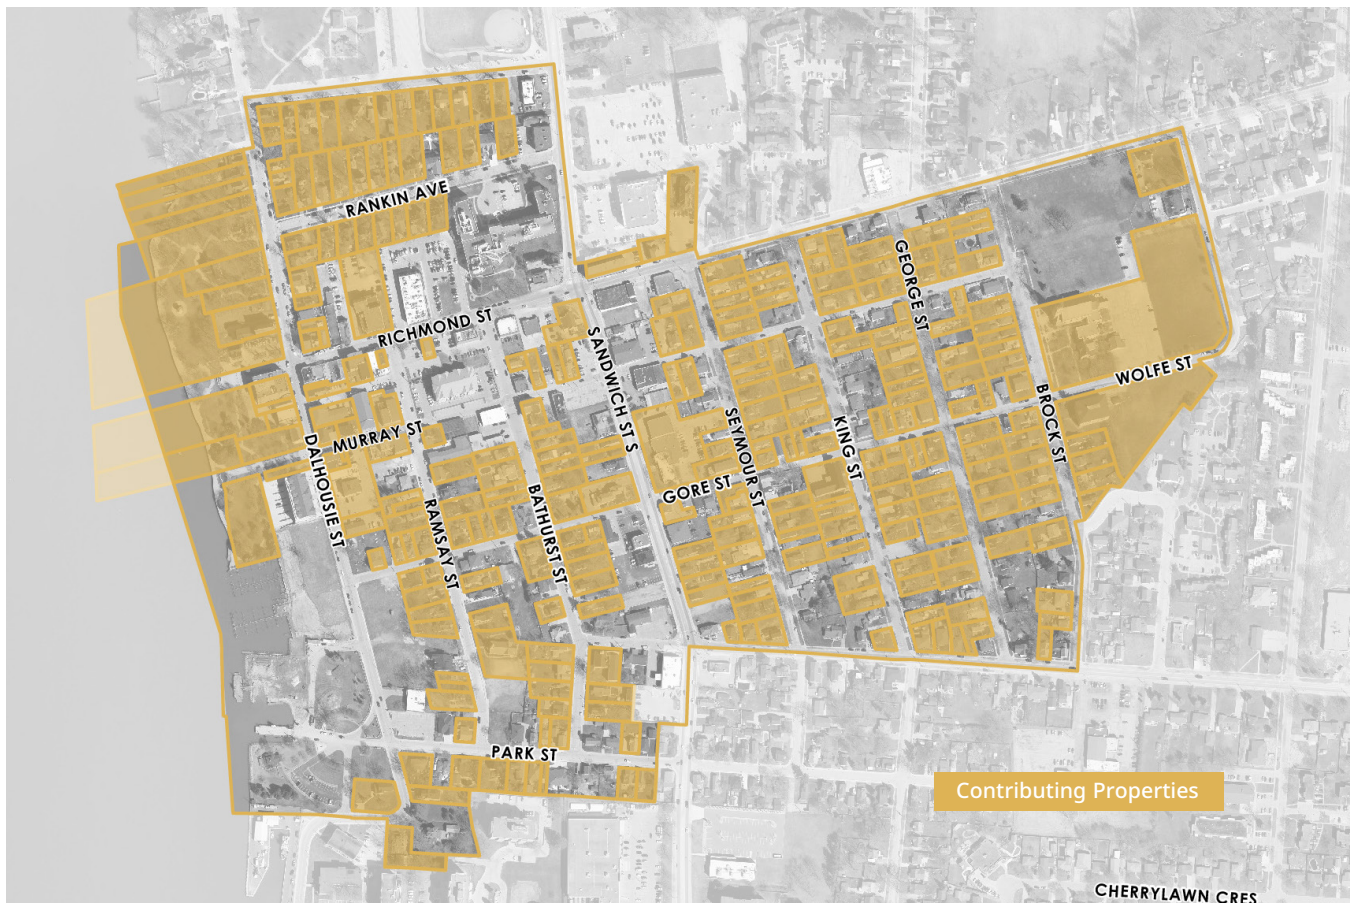 RANKIN AVE
GEORGE ST
RICHMOND ST
SANDWICH ST S
WOLFE ST
BROCK ST
SEYMOUR ST
KING ST
MURRAY ST
DALHOUSIE ST
GORE ST
BATHURST ST
RAMSAY ST
PARK ST
Contributing Properties
CHERRYLAWN CRES